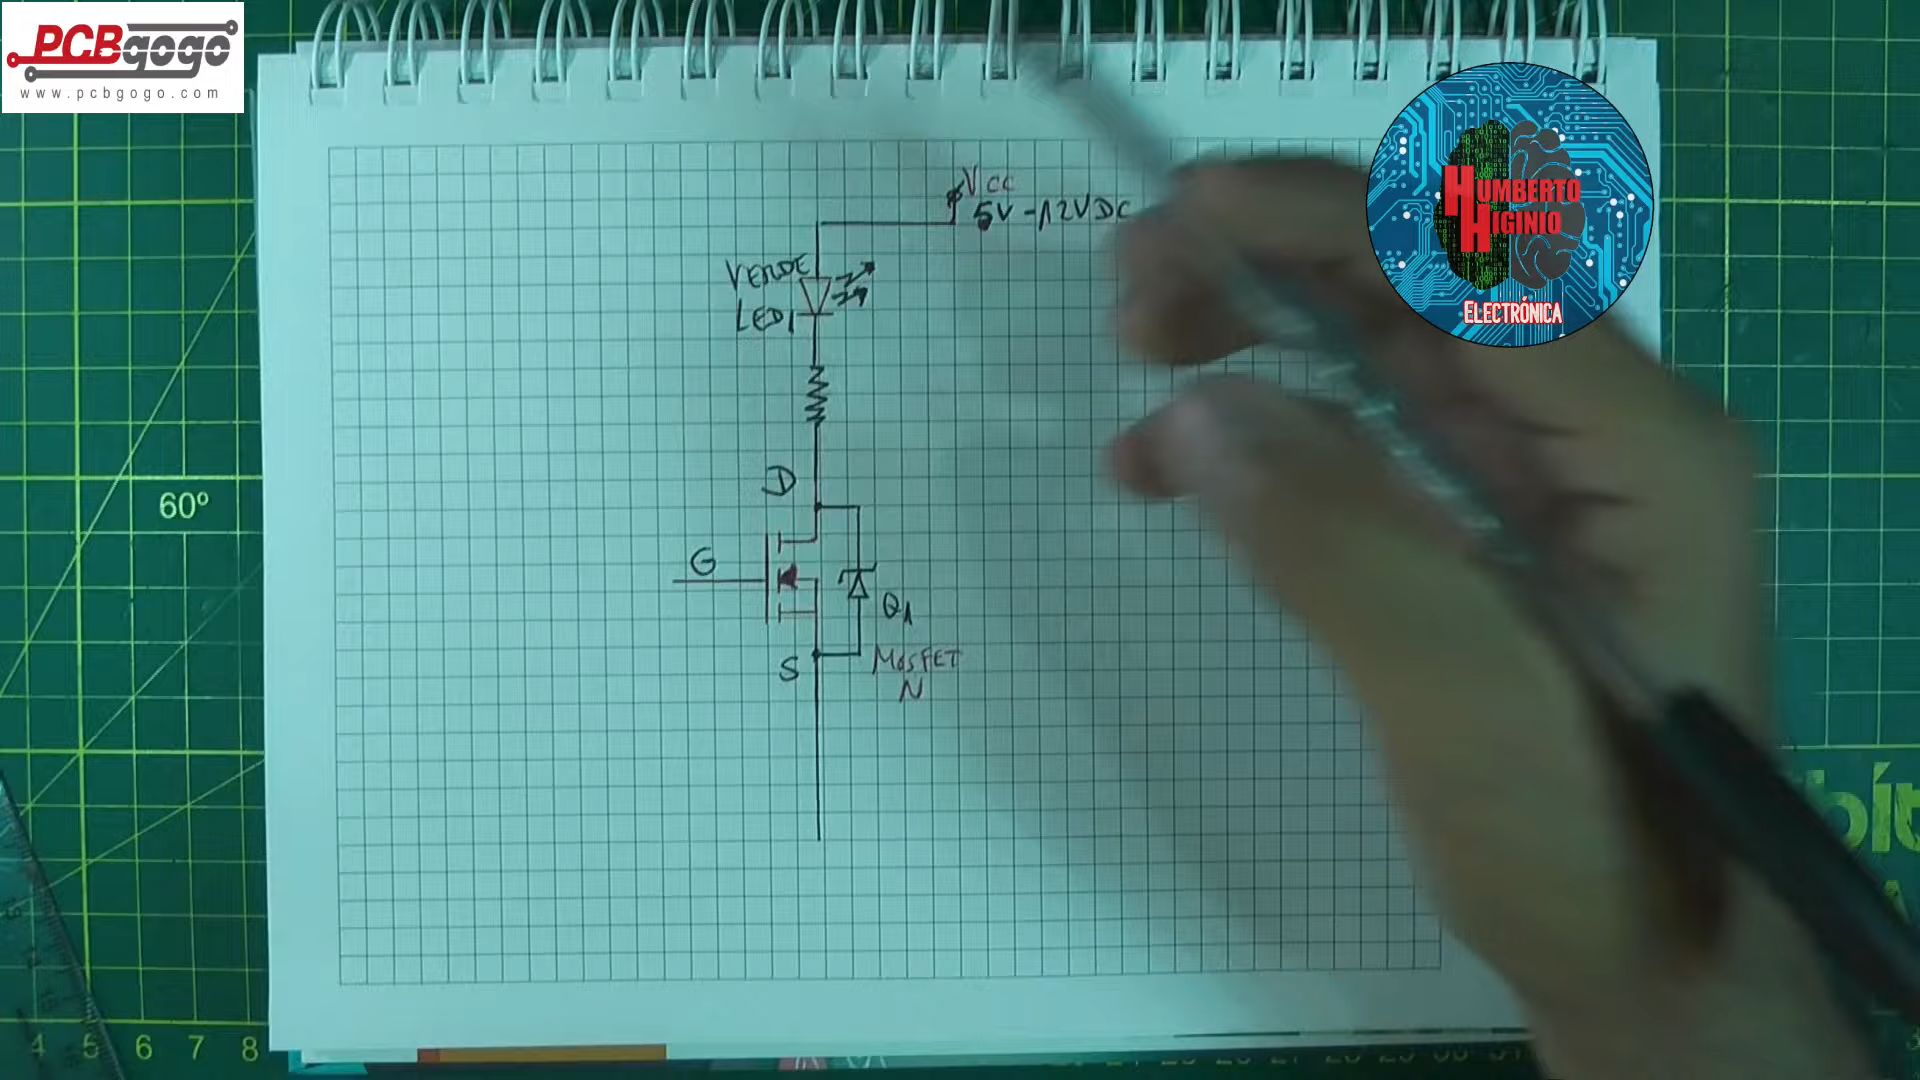 PCBgogo
www.pcbgogo.com
HUMBERTO
HIGINIO
ELECTRÓNICA
Vcc
5V-12VDC
VERDE
LED1
D
G
Q1
S
MOSFET
N
60º
4 5 6 7 8